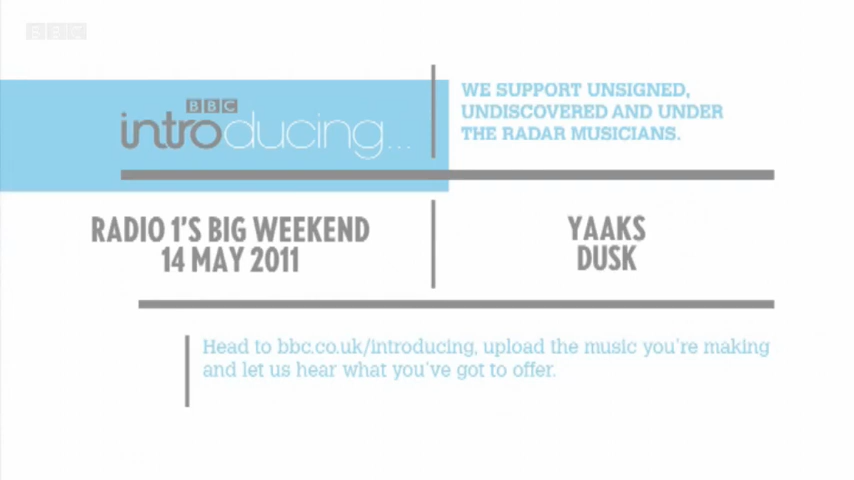 BBC
BBC
introducing...
WE SUPPORT UNSIGNED,
UNDISCOVERED AND UNDER
THE RADAR MUSICIANS.
RADIO 1'S BIG WEEKEND
14 MAY 2011
YAAKS
DUSK
Head to bbc.co.uk/introducing, upload the music you're making
and let us hear what you've got to offer.